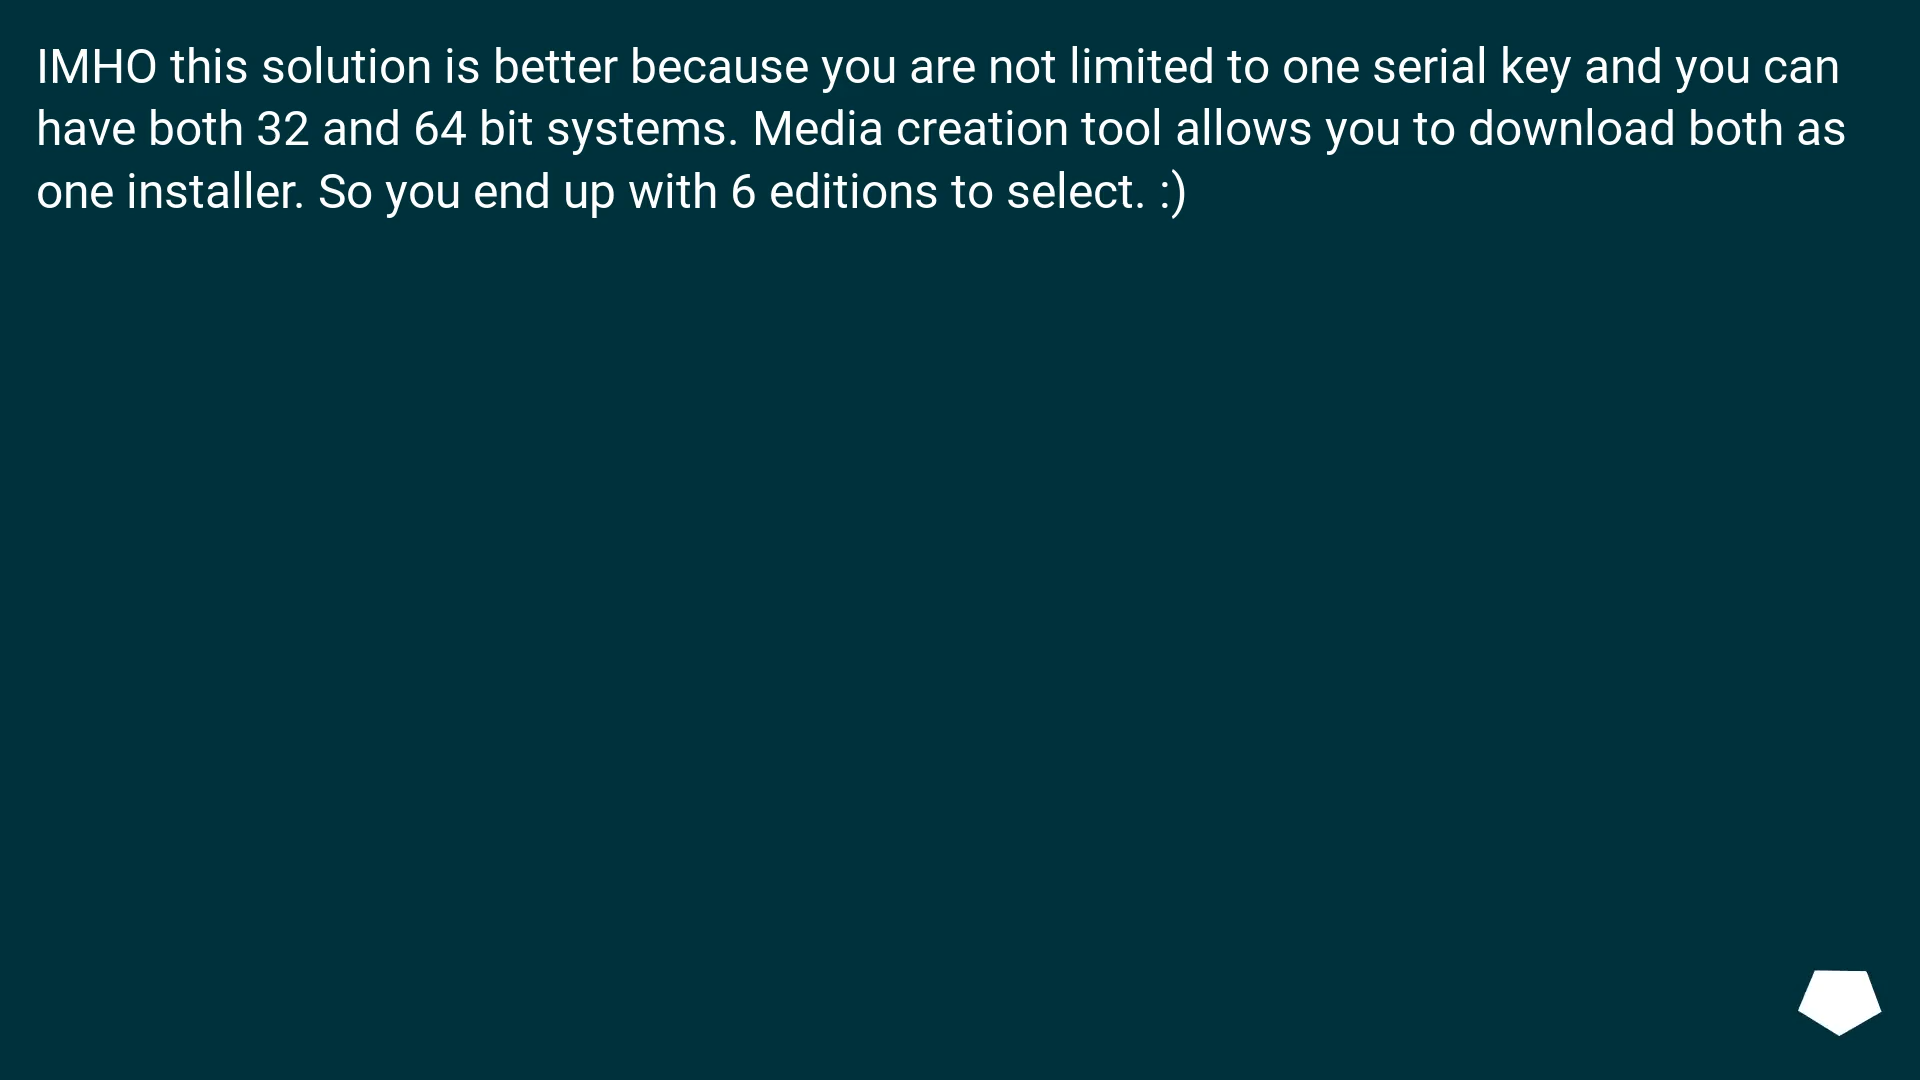 IMHO this solution is better because you are not limited to one serial key and you can
have both 32 and 64 bit systems. Media creation tool allows you to download both as
one installer. So you end up with 6 editions to select. :)